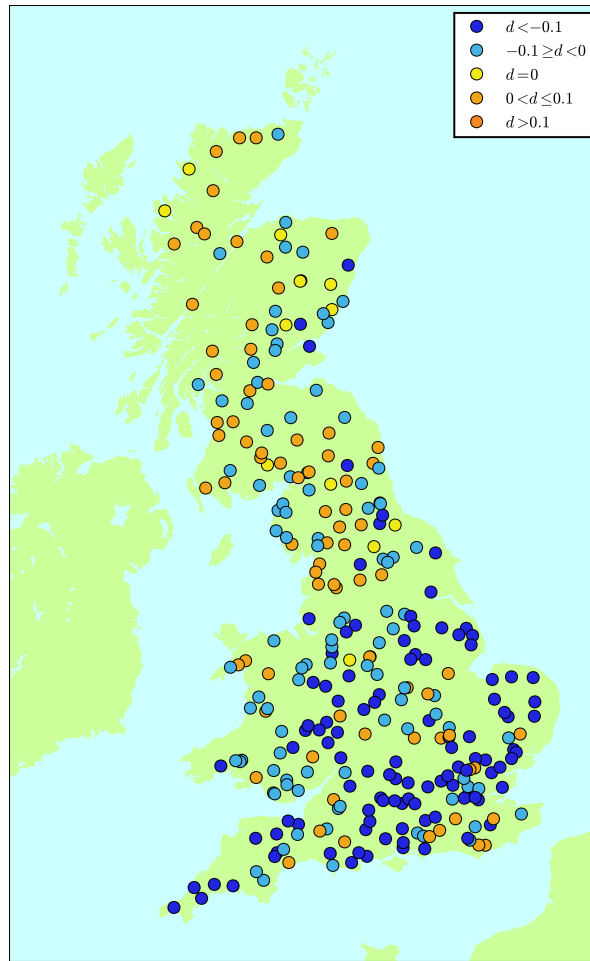 d < −0.1
−0.1 ≥ d < 0
d = 0
0 < d ≤ 0.1
d > 0.1